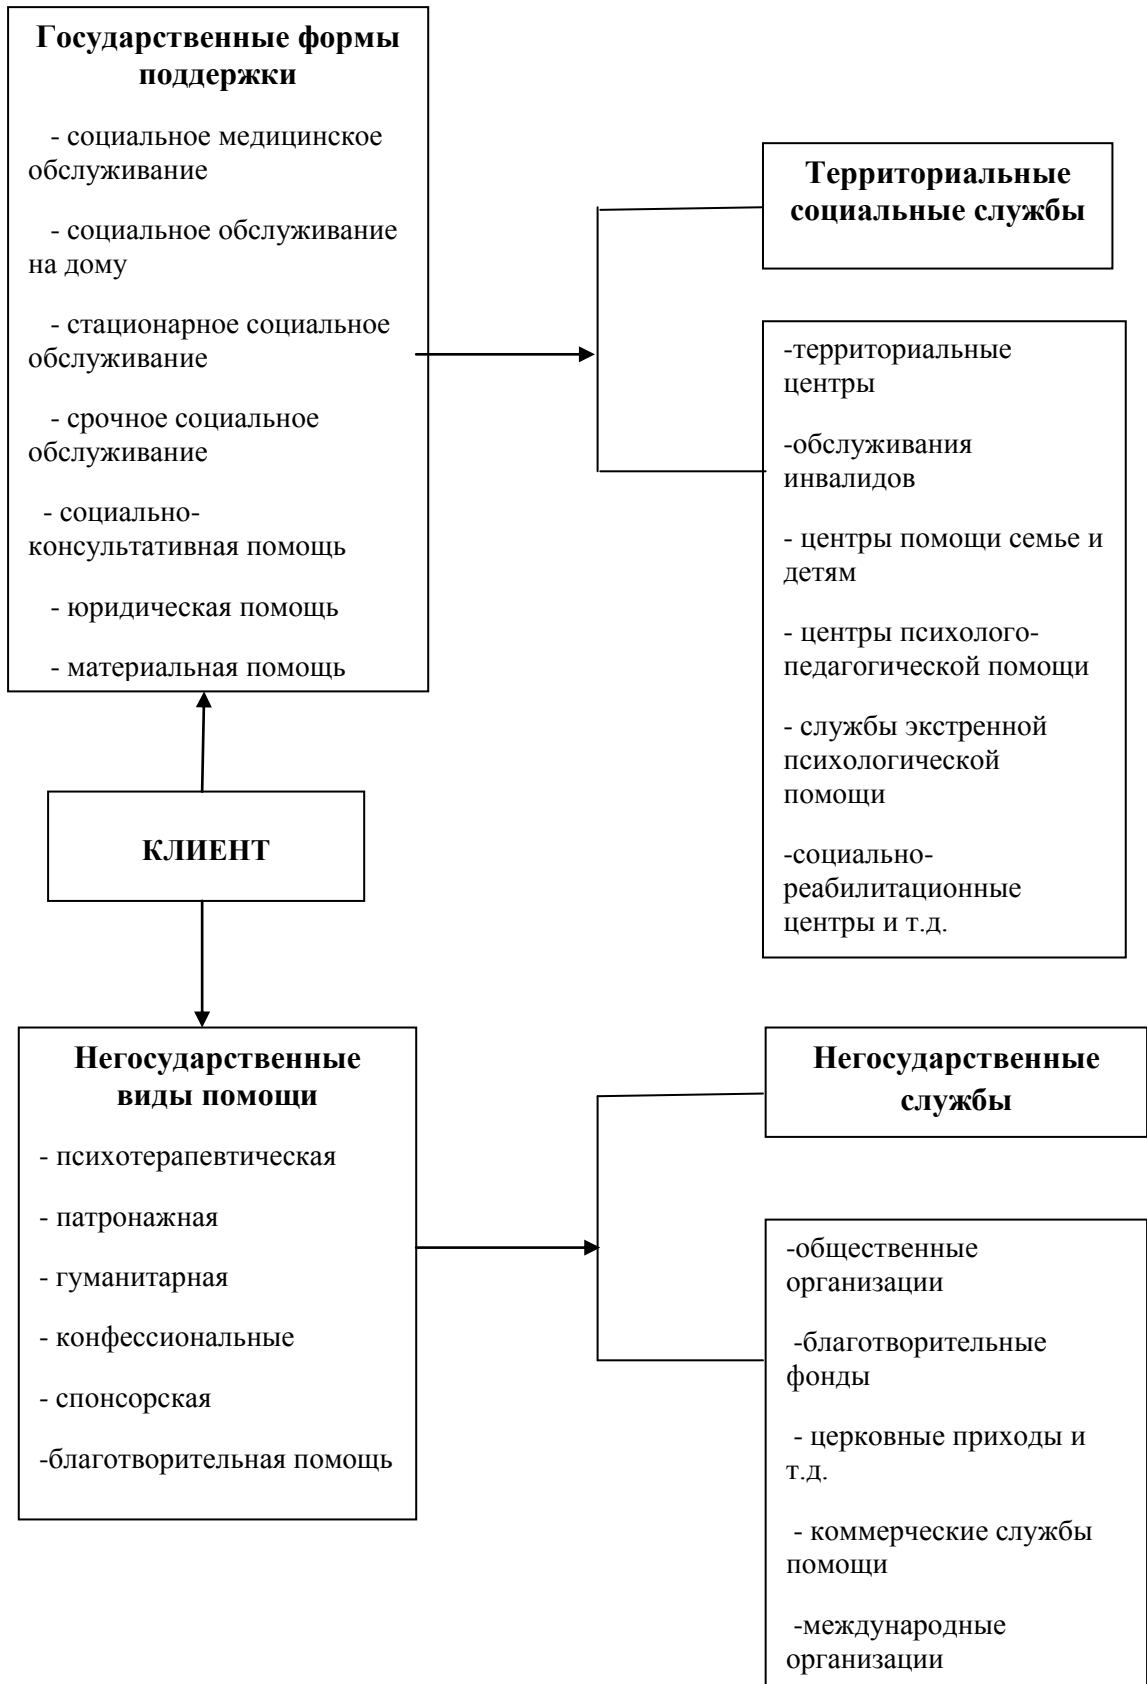 Государственные формы
поддержки
- социальное медицинское
обслуживание
- социальное обслуживание
на дому
- стационарное социальное
обслуживание
- срочное социальное
обслуживание
- социально-
консультативная помощь
- юридическая помощь
- материальная помощь
Территориальные
социальные службы
-территориальные
центры
-обслуживания
инвалидов
- центры помощи семье и
детям
- центры психолого-
педагогической помощи
- службы экстренной
психологической
помощи
-социально-
реабилитационные
центры и т.д.
КЛИЕНТ
Негосударственные
виды помощи
- психотерапевтическая
- патронажная
- гуманитарная
- конфессиональные
- спонсорская
-благотворительная помощь
Негосударственные
службы
-общественные
организации
-благотворительные
фонды
- церковные приходы и
т.д.
- коммерческие службы
помощи
-международные
организации